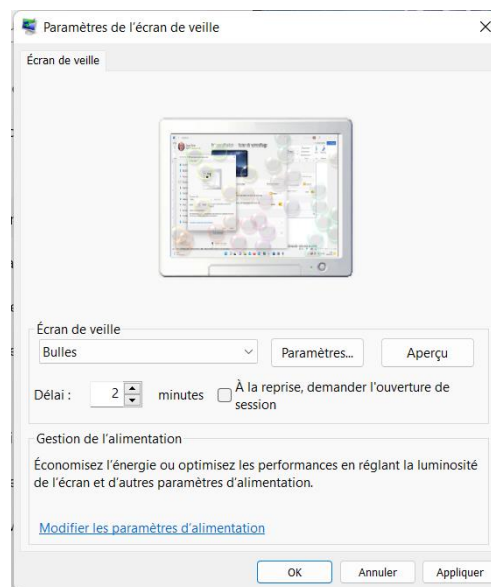 Paramètres de l'écran de veille
Écran de veille
Écran de veille
Bulles
Paramètres...
Aperçu
Délai :
2
minutes
À la reprise, demander l'ouverture de
session
Gestion de l'alimentation
Économisez l'énergie ou optimisez les performances en réglant la luminosité
de l'écran et d'autres paramètres d'alimentation.
Modifier les paramètres d'alimentation
OK
Annuler
Appliquer